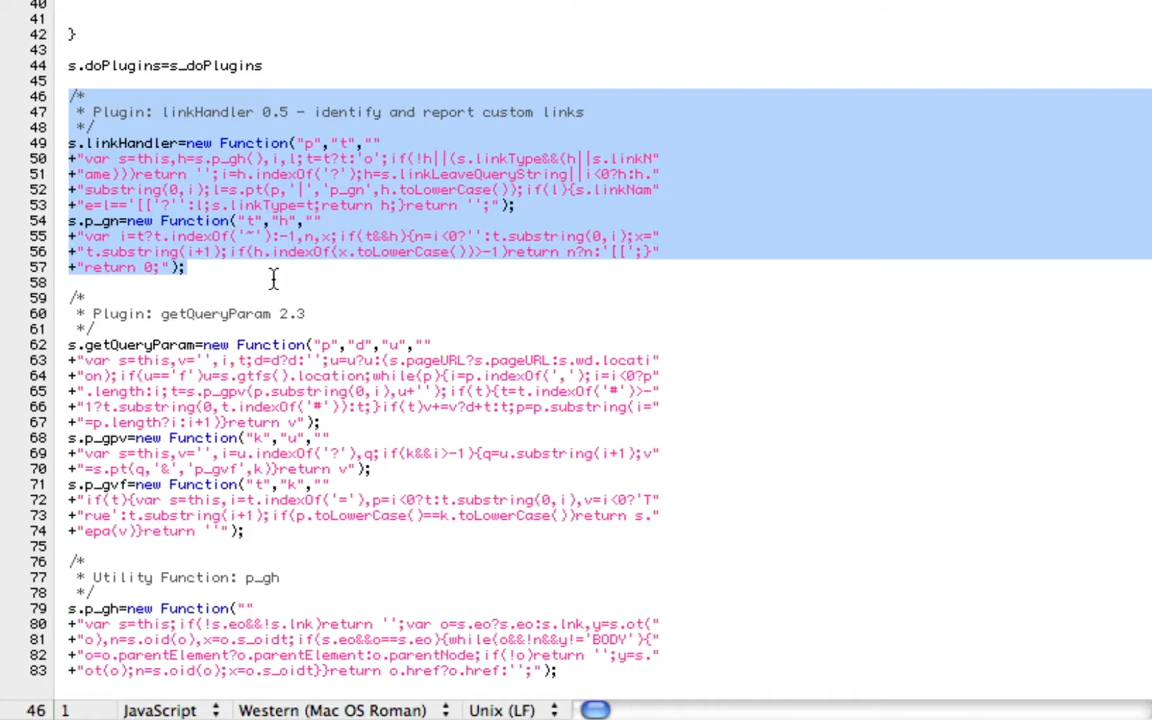 40
41
42 }
43
44 s.doPlugins=s_doPlugins
45
46 /*
47 * Plugin: linkHandler 0.5 - identify and report custom links
48 */
49 s.linkHandler=new Function("p","t",""
50 +"var s=this,h=s.p_gh(),i,l;t=t?t:'o';if(!h||(s.linkType&&(h||s.linkN"
51 +"ame)))return '';i=h.indexOf('?');h=s.linkLeaveQueryString||i<0?h:h."
52 +"substring(0,i);l=s.pt(p,'|','p_gn',h.toLowerCase());if(l){s.linkNam"
53 +"e=l=='[['?'':l;s.linkType=t;return h;}return '';");
54 s.p_gn=new Function("t","h",""
55 +"var i=t?t.indexOf('~'):-1,n,x;if(t&&h){n=i<0?'':t.substring(0,i);x="
56 +"t.substring(i+1);if(h.indexOf(x.toLowerCase())>-1)return n?n:'[[';}"
57 +"return 0;");
58
59 /*
60 * Plugin: getQueryParam 2.3
61 */
62 s.getQueryParam=new Function("p","d","u",""
63 +"var s=this,v='',i,t;d=d?d:'';u=u?u:(s.pageURL?s.pageURL:s.wd.locati"
64 +"on);if(u=='f')u=s.gtfs().location;while(p){i=p.indexOf(',');i=i<0?p"
65 +".length:i;t=s.p_gpv(p.substring(0,i),u+'');if(t){t=t.indexOf('#')>-"
66 +"1?t.substring(0,t.indexOf('#')):t;}if(t)v+=v?d+t:t;p=p.substring(i="
67 +"=p.length?i:i+1)}return v");
68 s.p_gpv=new Function("k","u",""
69 +"var s=this,v='',i=u.indexOf('?'),q;if(k&&i>-1){q=u.substring(i+1);v"
70 +"=s.pt(q,'&','p_gvf',k)}return v");
71 s.p_gvf=new Function("t","k",""
72 +"if(t){var s=this,i=t.indexOf('='),p=i<0?t:t.substring(0,i),v=i<0?'T"
73 +"rue':t.substring(i+1);if(p.toLowerCase()==k.toLowerCase())return s."
74 +"epa(v)}return ''");
75
76 /*
77 * Utility Function: p_gh
78 */
79 s.p_gh=new Function(""
80 +"var s=this;if(!s.eo&&!s.lnk)return '';var o=s.eo?s.eo:s.lnk,y=s.ot("
81 +"o),n=s.oid(o),x=o.s_oidt;if(s.eo&&o==s.eo){while(o&&!n&&y!='BODY'){"
82 +"o=o.parentElement?o.parentElement:o.parentNode;if(!o)return '';y=s."
83 +"ot(o);n=s.oid(o);x=o.s_oidt}}return o.href?o.href:'';");
46 1 JavaScript Western (Mac OS Roman) Unix (LF)